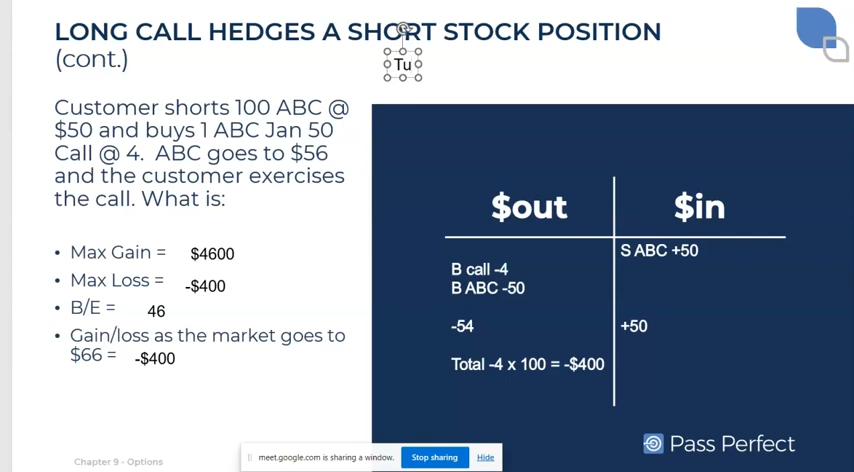 LONG CALL HEDGES A SHORT STOCK POSITION
(cont.)
Tu
Customer shorts 100 ABC @
$50 and buys 1 ABC Jan 50
Call @ 4. ABC goes to $56
and the customer exercises
the call. What is:
• Max Gain = $4600
• Max Loss = -$400
• B/E = 46
• Gain/loss as the market goes to
$66 = -$400
$out $in
S ABC +50
B call -4
B ABC -50
-54 +50
Total -4 x 100 = -$400
Pass Perfect
Chapter 9 - Options
meet.google.com is sharing a window. Stop sharing Hide